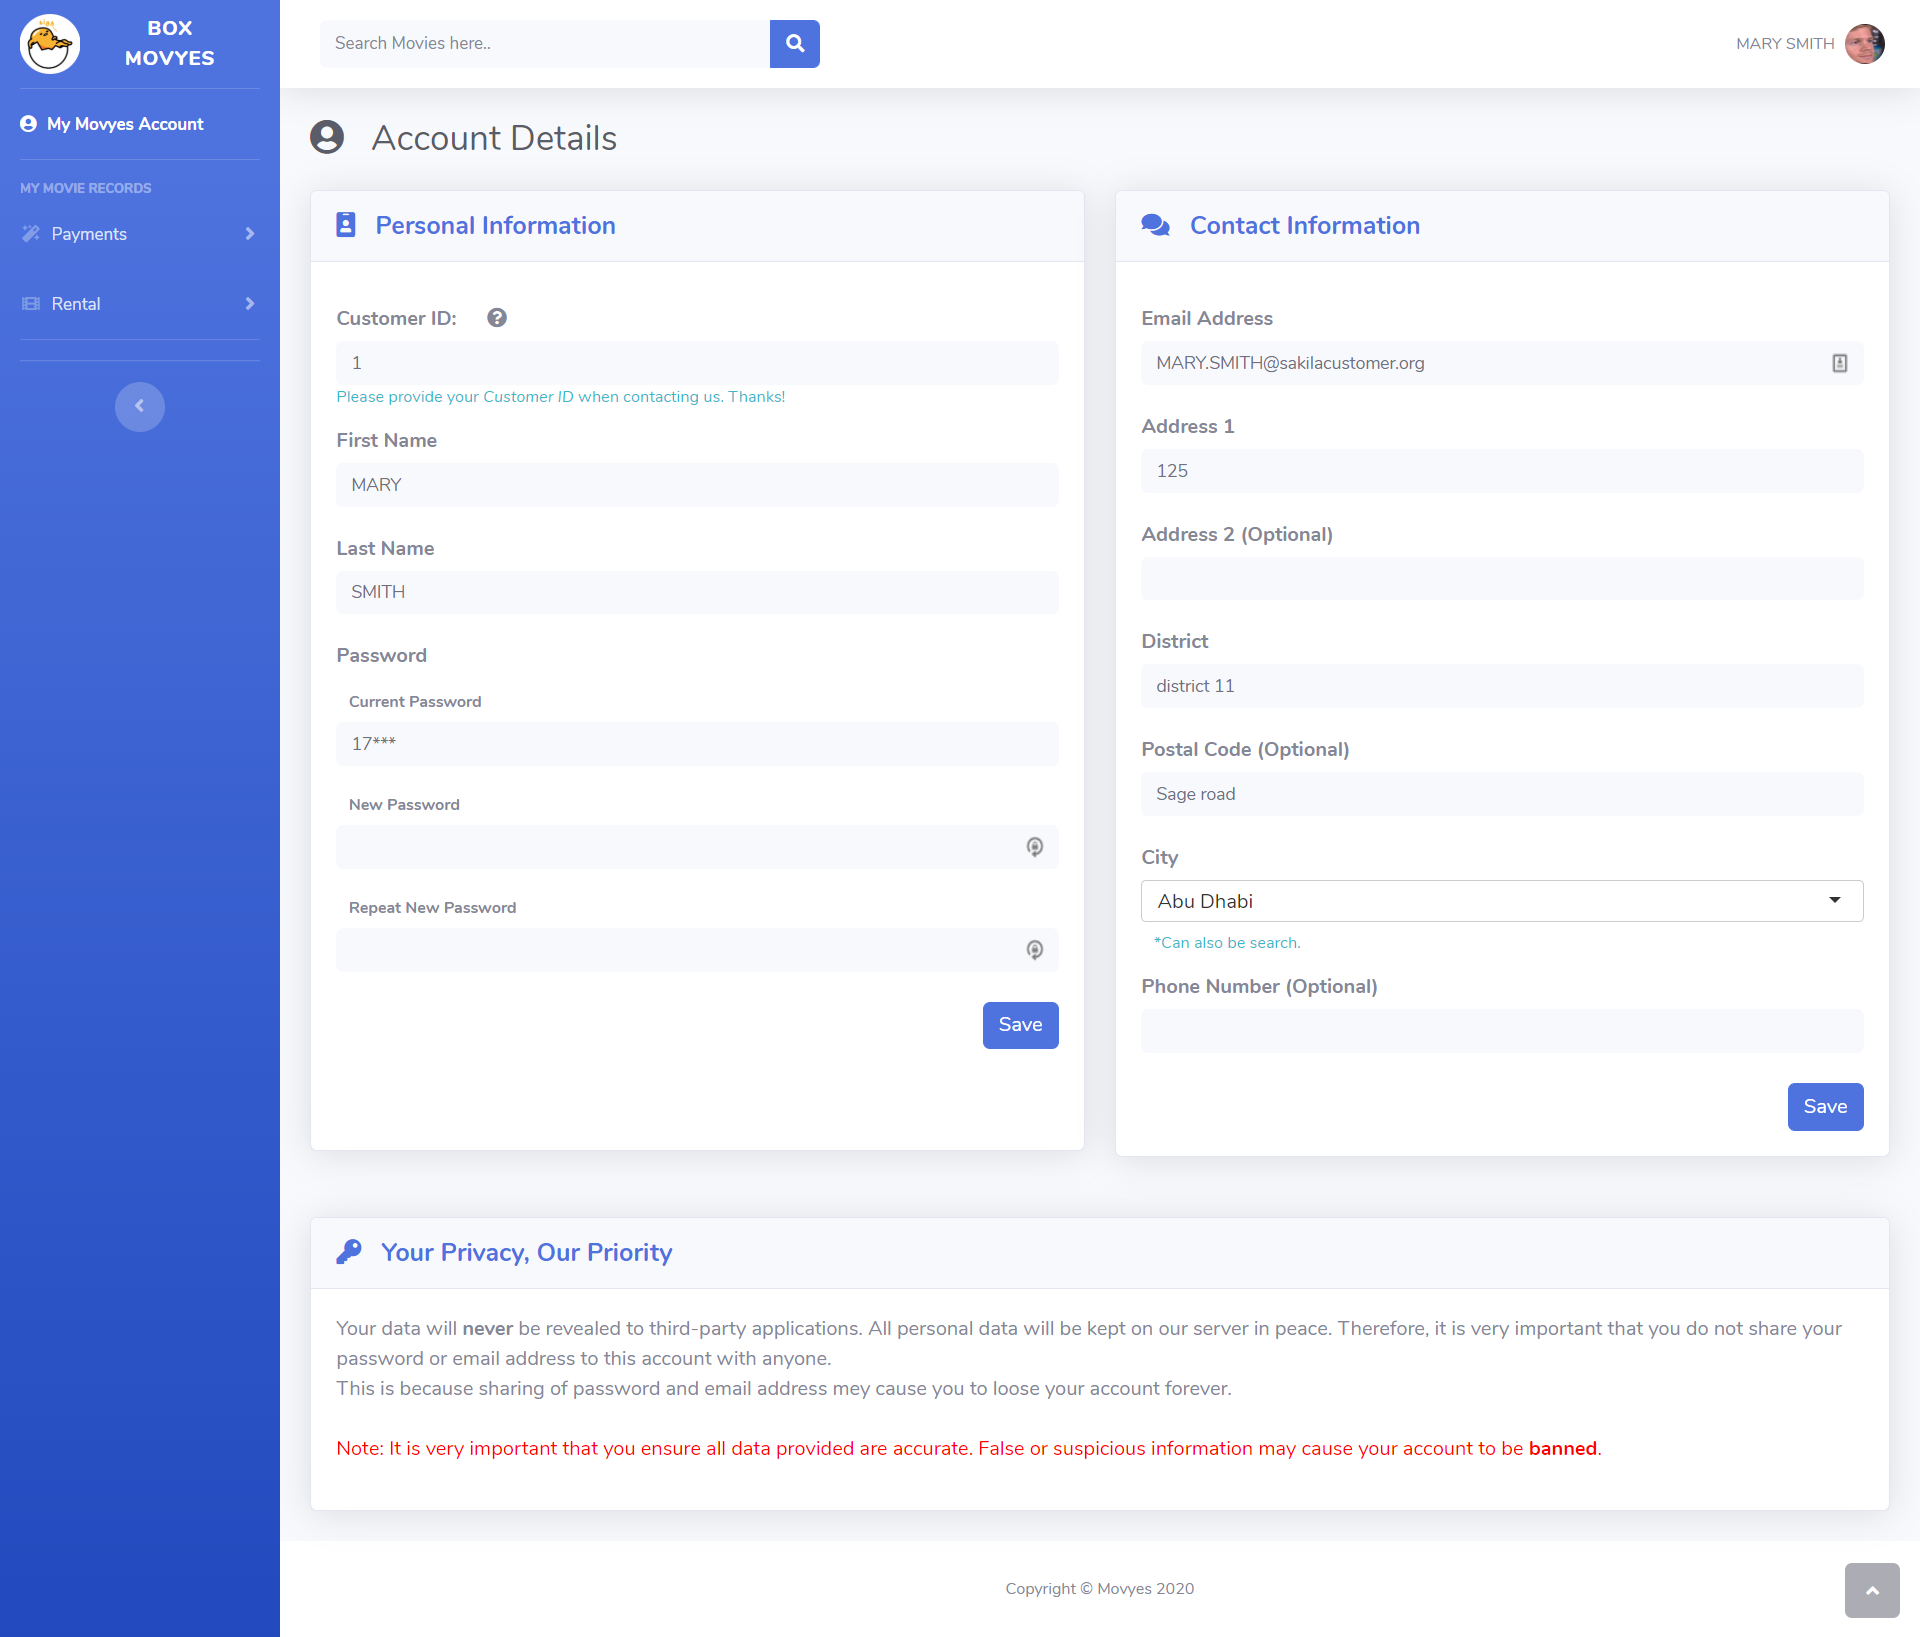 BOX
MOVYES
Search Movies here..
MARY SMITH
My Movyes Account
MY MOVIE RECORDS
Payments
Rental
Account Details
Personal Information
Customer ID:
1
Please provide your Customer ID when contacting us. Thanks!
First Name
MARY
Last Name
SMITH
Password
Current Password
17***
New Password
Repeat New Password
Save
Contact Information
Email Address
MARY.SMITH@sakilacustomer.org
Address 1
125
Address 2 (Optional)
District
district 11
Postal Code (Optional)
Sage road
City
Abu Dhabi
*Can also be search.
Phone Number (Optional)
Save
Your Privacy, Our Priority
Your data will never be revealed to third-party applications. All personal data will be kept on our server in peace. Therefore, it is very important that you do not share your
password or email address to this account with anyone.
This is because sharing of password and email address mey cause you to loose your account forever.
Note: It is very important that you ensure all data provided are accurate. False or suspicious information may cause your account to be banned.
Copyright © Movyes 2020